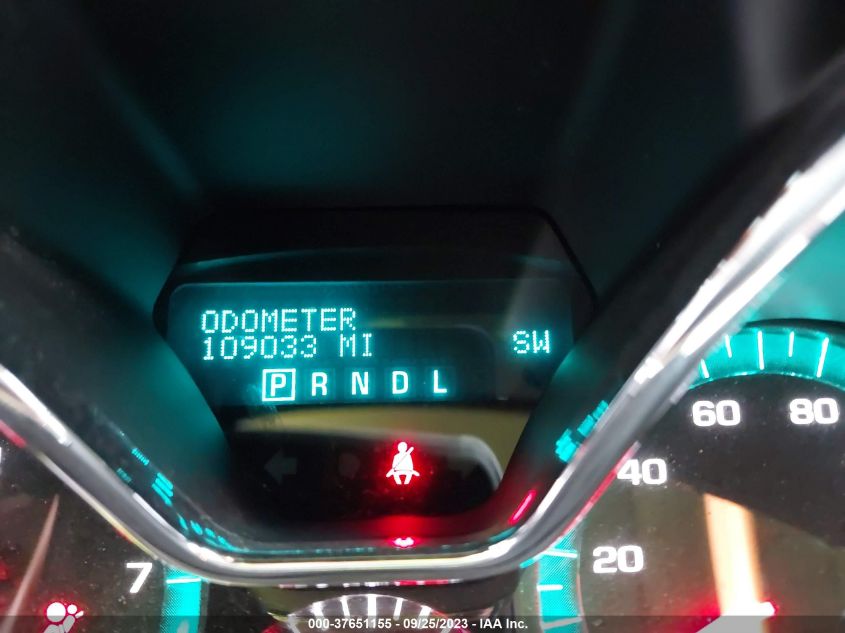 ODOMETER
109033 MI
SW
P R N D L
60
80
40
20
7
000-37651155 - 09/25/2023 - IAA Inc.